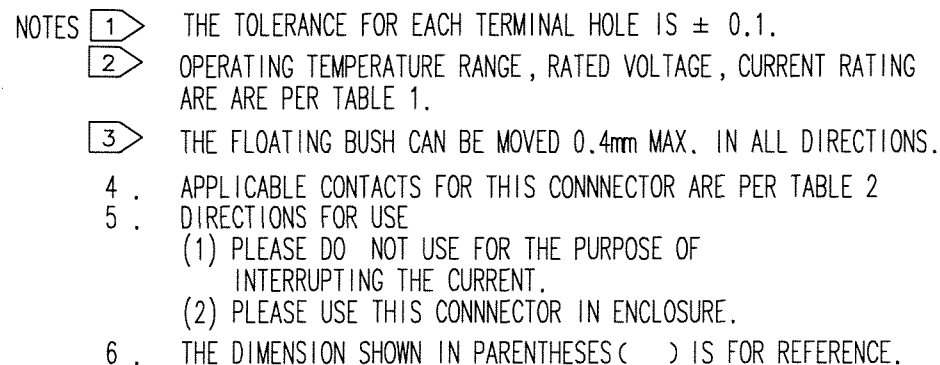 NOTES 1 THE TOLERANCE FOR EACH TERMINAL HOLE IS ± 0.1.
2 OPERATING TEMPERATURE RANGE, RATED VOLTAGE, CURRENT RATING
ARE ARE PER TABLE 1.
3 THE FLOATING BUSH CAN BE MOVED 0.4mm MAX. IN ALL DIRECTIONS.
4 . APPLICABLE CONTACTS FOR THIS CONNNECTOR ARE PER TABLE 2
5 . DIRECTIONS FOR USE
(1) PLEASE DO NOT USE FOR THE PURPOSE OF
INTERRUPTING THE CURRENT.
(2) PLEASE USE THIS CONNNECTOR IN ENCLOSURE.
6 . THE DIMENSION SHOWN IN PARENTHESES( ) IS FOR REFERENCE.